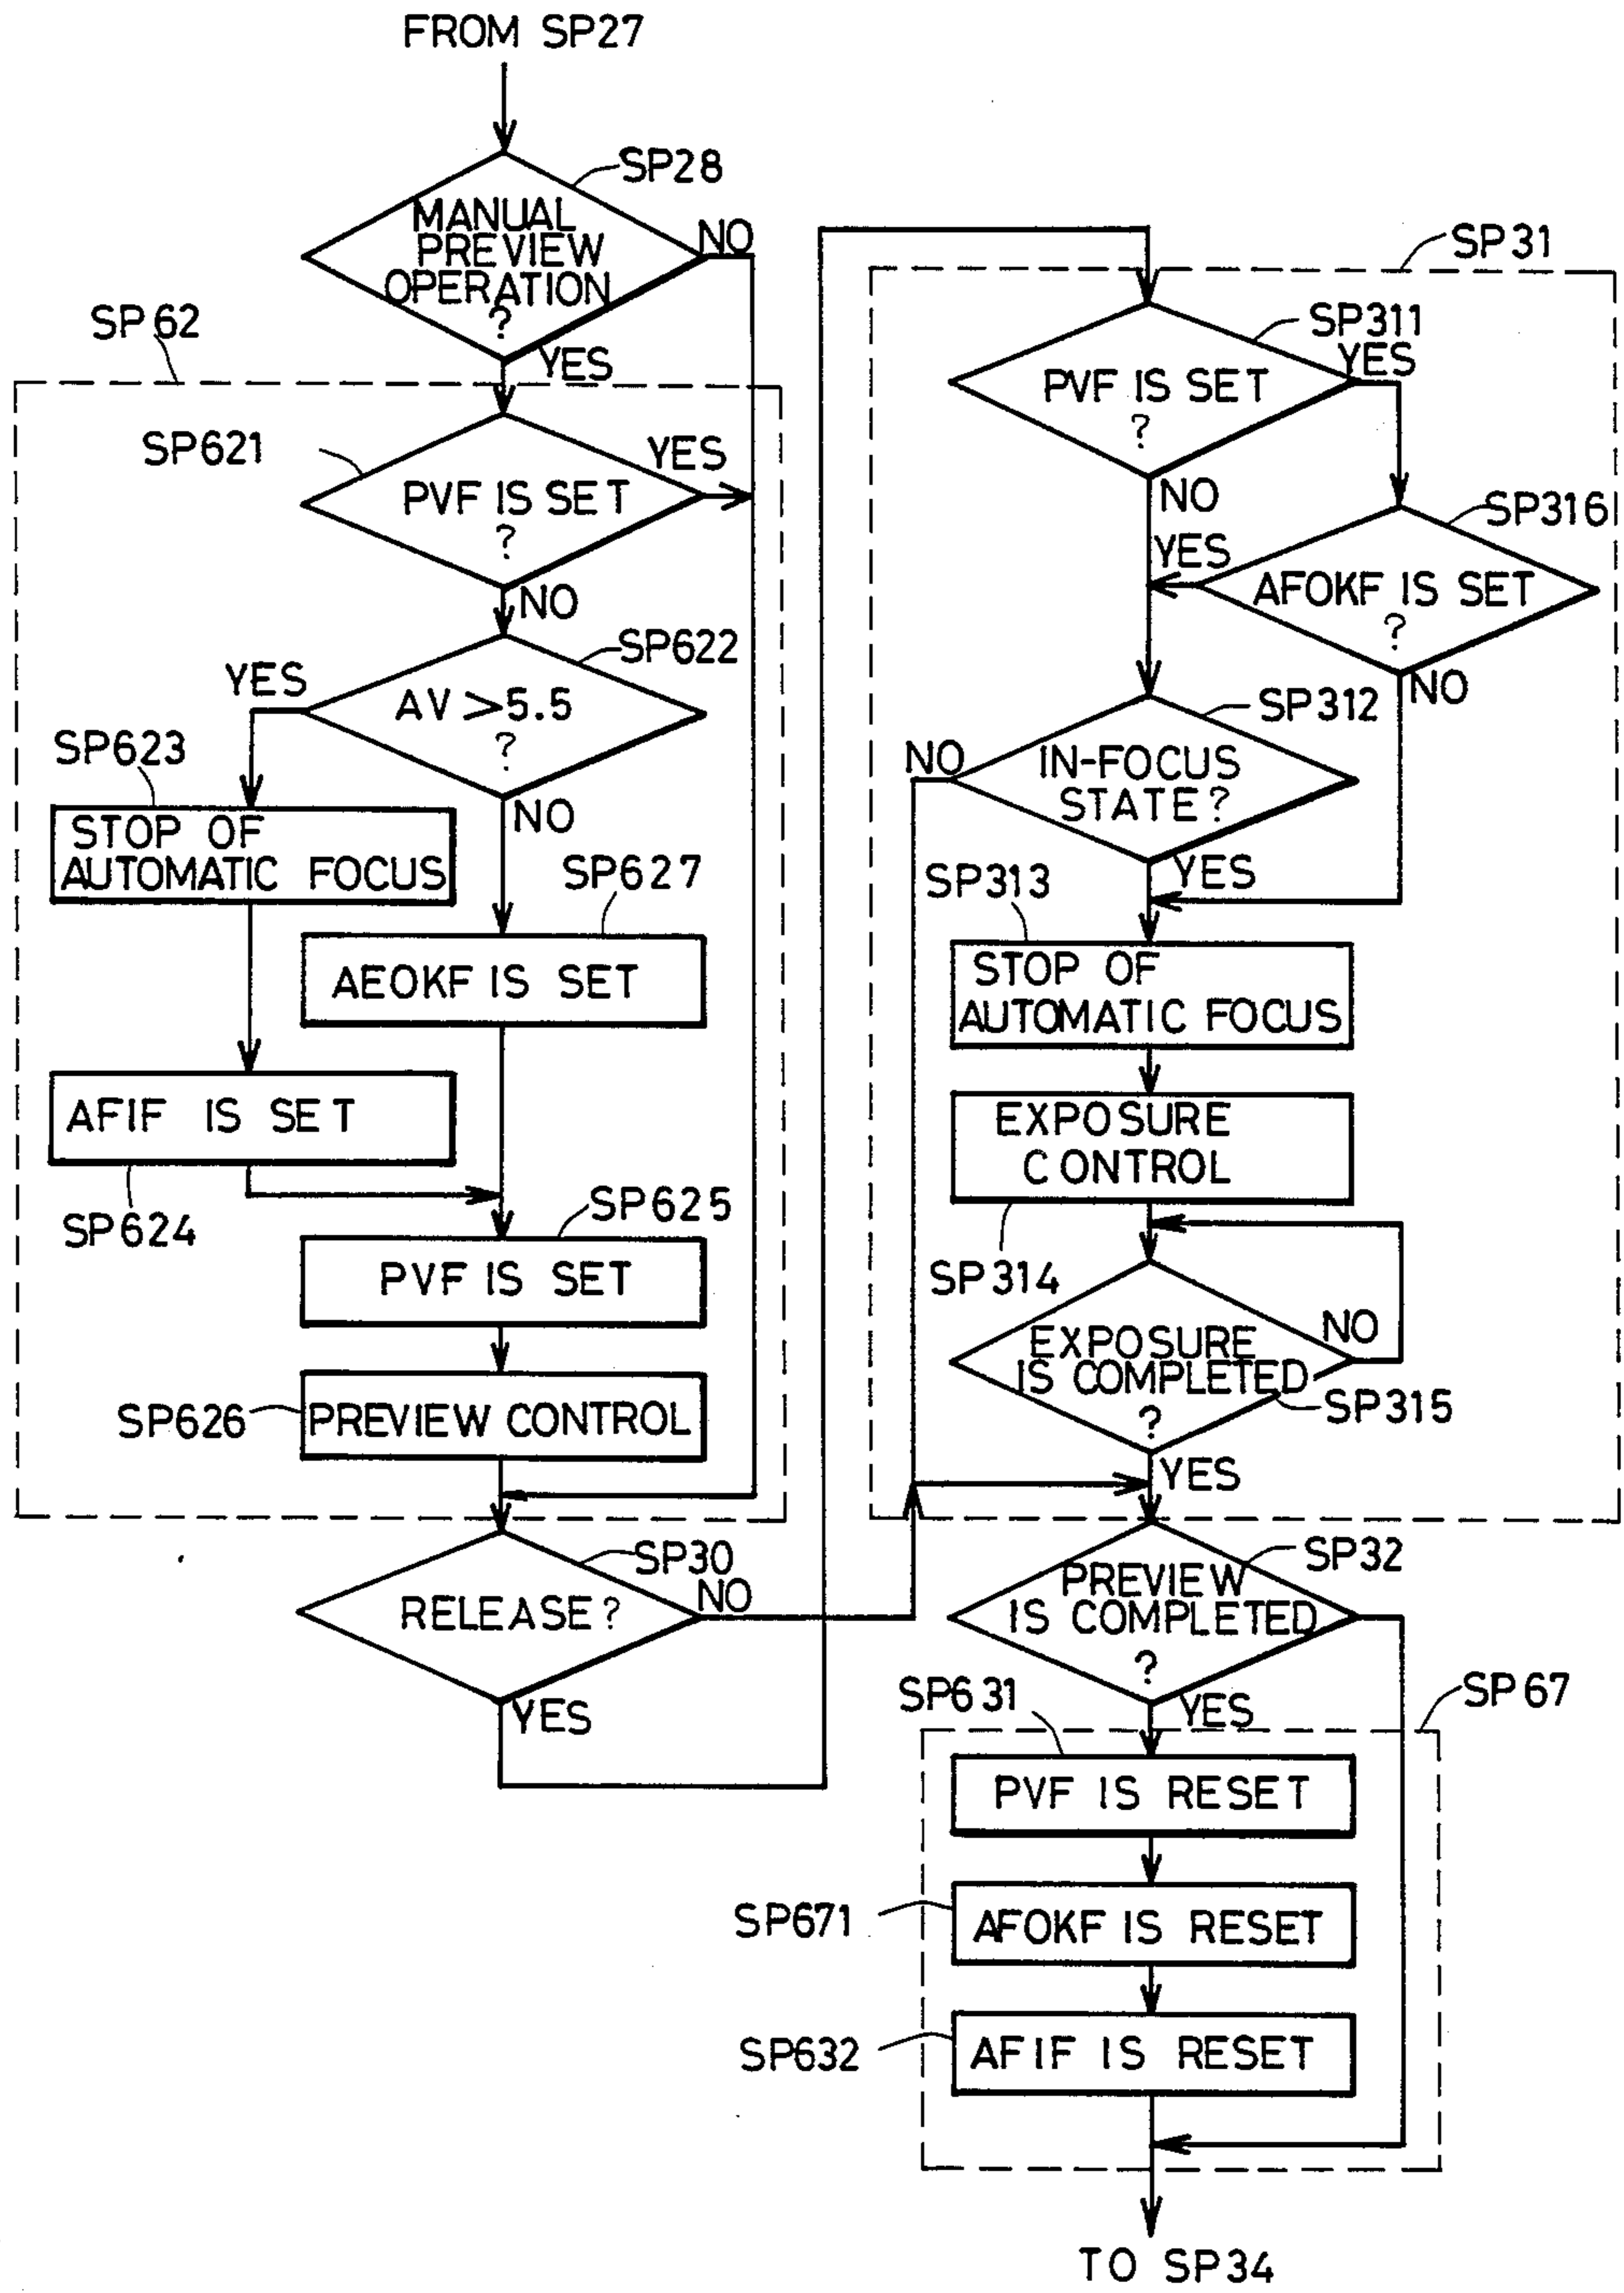 FROM SP27
SP28
MANUAL
PREVIEW
OPERATION
?
NO
YES
SP62
SP621
PVF IS SET
?
YES
NO
SP622
AV>5.5
?
YES
NO
SP623
STOP OF
AUTOMATIC FOCUS
SP627
AEOKF IS SET
AFIF IS SET
SP624
SP625
PVF IS SET
SP626
PREVIEW CONTROL
SP30
RELEASE?
NO
YES
SP31
SP311
PVF IS SET
?
YES
NO
SP316
AFOKF IS SET
?
YES
NO
SP312
IN-FOCUS
STATE?
NO
YES
SP313
STOP OF
AUTOMATIC FOCUS
EXPOSURE
CONTROL
SP314
EXPOSURE
IS COMPLETED
?
NO
SP315
YES
SP32
PREVIEW
IS COMPLETED
?
YES
SP67
SP631
PVF IS RESET
SP671
AFOKF IS RESET
SP632
AFIF IS RESET
TO SP34